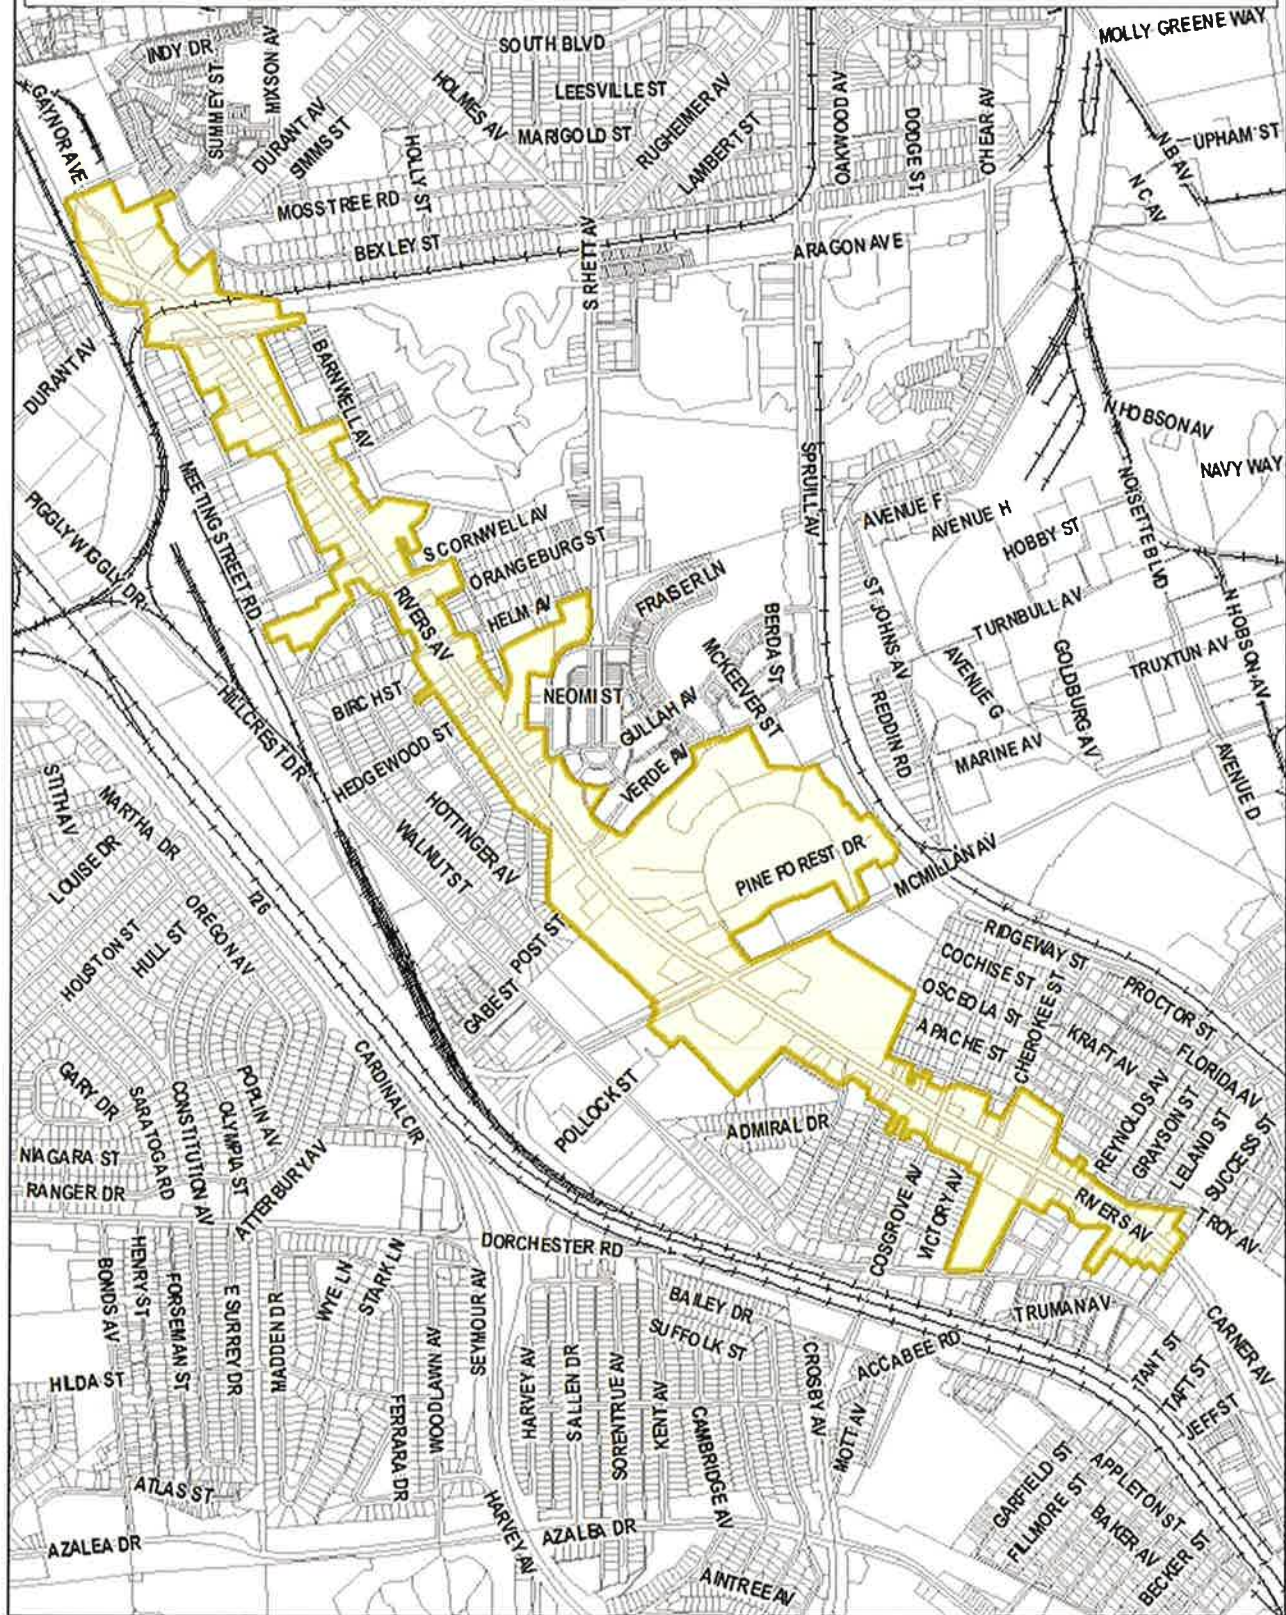 MOLLY GREENE WAY
INDY DR
SUMMEY ST
MIXSON AV
SOUTH BLVD
HOLMES AV
LEESVILLE ST
MARIGOLD ST
RUGHEIMER AV
LAMBERT ST
OAKWOOD AV
DODGE ST
O'HEAR AV
N B AV
UPHAM ST
N C AV
GAYNOR AVE
DURANT AV
SIMMS ST
HOLLY ST
MOSSTREE RD
BEXLEY ST
S RHETT AV
ARAGON AVE
DURANT AV
BARNWELL AV
N HOBSON AV
NAVY WAY
MEETING STREET RD
PIGGLY WIGGLY DR
SPRUILL AV
NOISETTE BLVD
AVENUE F
AVENUE H
HOBBY ST
S CORNWELL AV
ORANGEBURG ST
HELM AV
FRAISER LN
BERDA ST
ST JOHNS AV
TURNBULL AV
N HOBSON AV
RIVERS AV
MCKEEVER ST
NEOMI ST
GULLAH AV
VERDE AV
REDDIN RD
AVENUE G
GOLDBURG AV
TRUXTUN AV
MARINE AV
AVENUE D
BIRCH ST
HEDGEWOOD ST
HILLCREST DR
HOTTINGER AV
WALNUT ST
STITH AV
MARTHA DR
LOUISE DR
I26
PINE FOREST DR
MCMILLAN AV
HOUSTON ST
HULL ST
OREGON AV
POST ST
GABE ST
RIDGEWAY ST
COCHISE ST
OSCEOLA ST
APACHE ST
CHEROKEE ST
PROCTOR ST
KRAFT AV
FLORIDA AV
CARDINAL CIR
POLLOCK ST
ADMIRAL DR
GARY DR
SARATOGA RD
CONSTITUTION AV
OLYMPIA ST
POPLIN AV
ATTERBURY AV
NIAGARA ST
RANGER DR
REYNOLDS AV
GRAYSON ST
LELAND ST
SUCCESS ST
RIVERS AV
TROY AV
COSGROVE AV
VICTORY AV
DORCHESTER RD
BONDS AV
HENRY ST
FORSEMAN ST
E SURREY DR
MADDEN DR
WYE LN
STARK LN
SEYMOUR AV
WOODLAWN AV
FERRARA DR
HILDA ST
ATLAS ST
AZALEA DR
BAILEY DR
SUFFOLK ST
HARVEY AV
S ALLEN DR
SORENTRUE AV
KENT AV
CAMBRIDGE AV
CROSBY AV
MOTT AV
ACCABEE RD
TRUMAN AV
CARNER AV
TANT ST
TAFT ST
JEFF ST
HARVEY AV
AZALEA DR
AINTREE AV
GARFIELD ST
FILLMORE ST
APPLETON ST
BAKER AV
BECKER ST